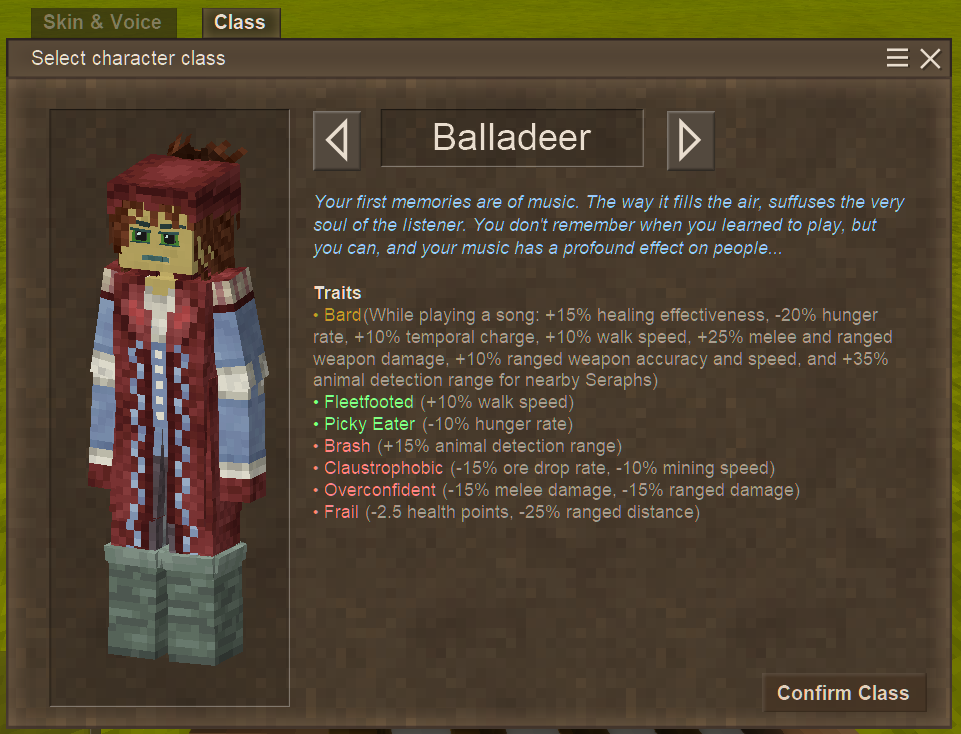 Skin & Voice
Class
Select character class
Balladeer
Your first memories are of music. The way it fills the air, suffuses the very
soul of the listener. You don't remember when you learned to play, but
you can, and your music has a profound effect on people...
Traits
• Bard(While playing a song: +15% healing effectiveness, -20% hunger
rate, +10% temporal charge, +10% walk speed, +25% melee and ranged
weapon damage, +10% ranged weapon accuracy and speed, and +35%
animal detection range for nearby Seraphs)
• Fleetfooted (+10% walk speed)
• Picky Eater (-10% hunger rate)
• Brash (+15% animal detection range)
• Claustrophobic (-15% ore drop rate, -10% mining speed)
• Overconfident (-15% melee damage, -15% ranged damage)
• Frail (-2.5 health points, -25% ranged distance)
Confirm Class